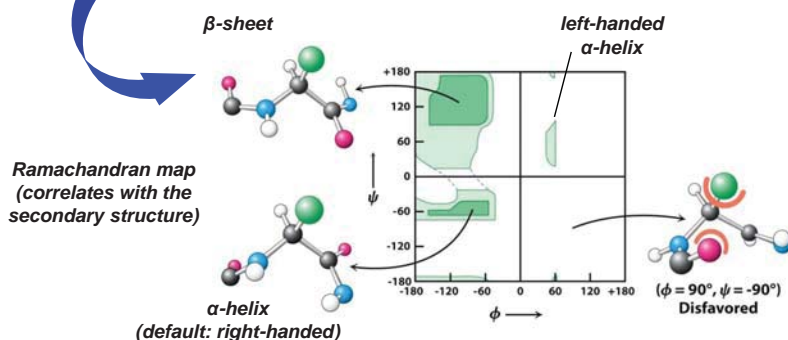 β-sheet
left-handed
α-helix
+180
120
60
0
-60
-120
-180
ψ
-180 -120 -60 0 60 120 +180
ϕ
Ramachandran map
(correlates with the
secondary structure)
α-helix
(default: right-handed)
(ϕ = 90°, ψ = -90°)
Disfavored